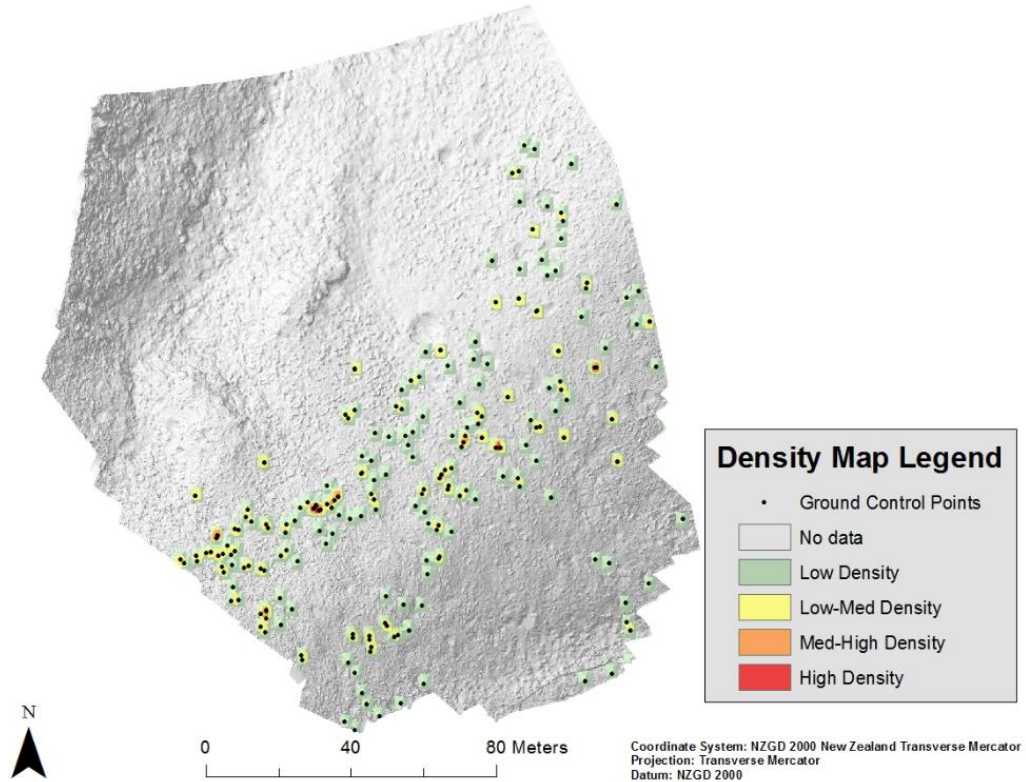 Density Map Legend
Ground Control Points
No data
Low Density
Low-Med Density
Med-High Density
High Density
N
0 40 80 Meters
Coordinate System: NZGD 2000 New Zealand Transverse Mercator
Projection: Transverse Mercator
Datum: NZGD 2000